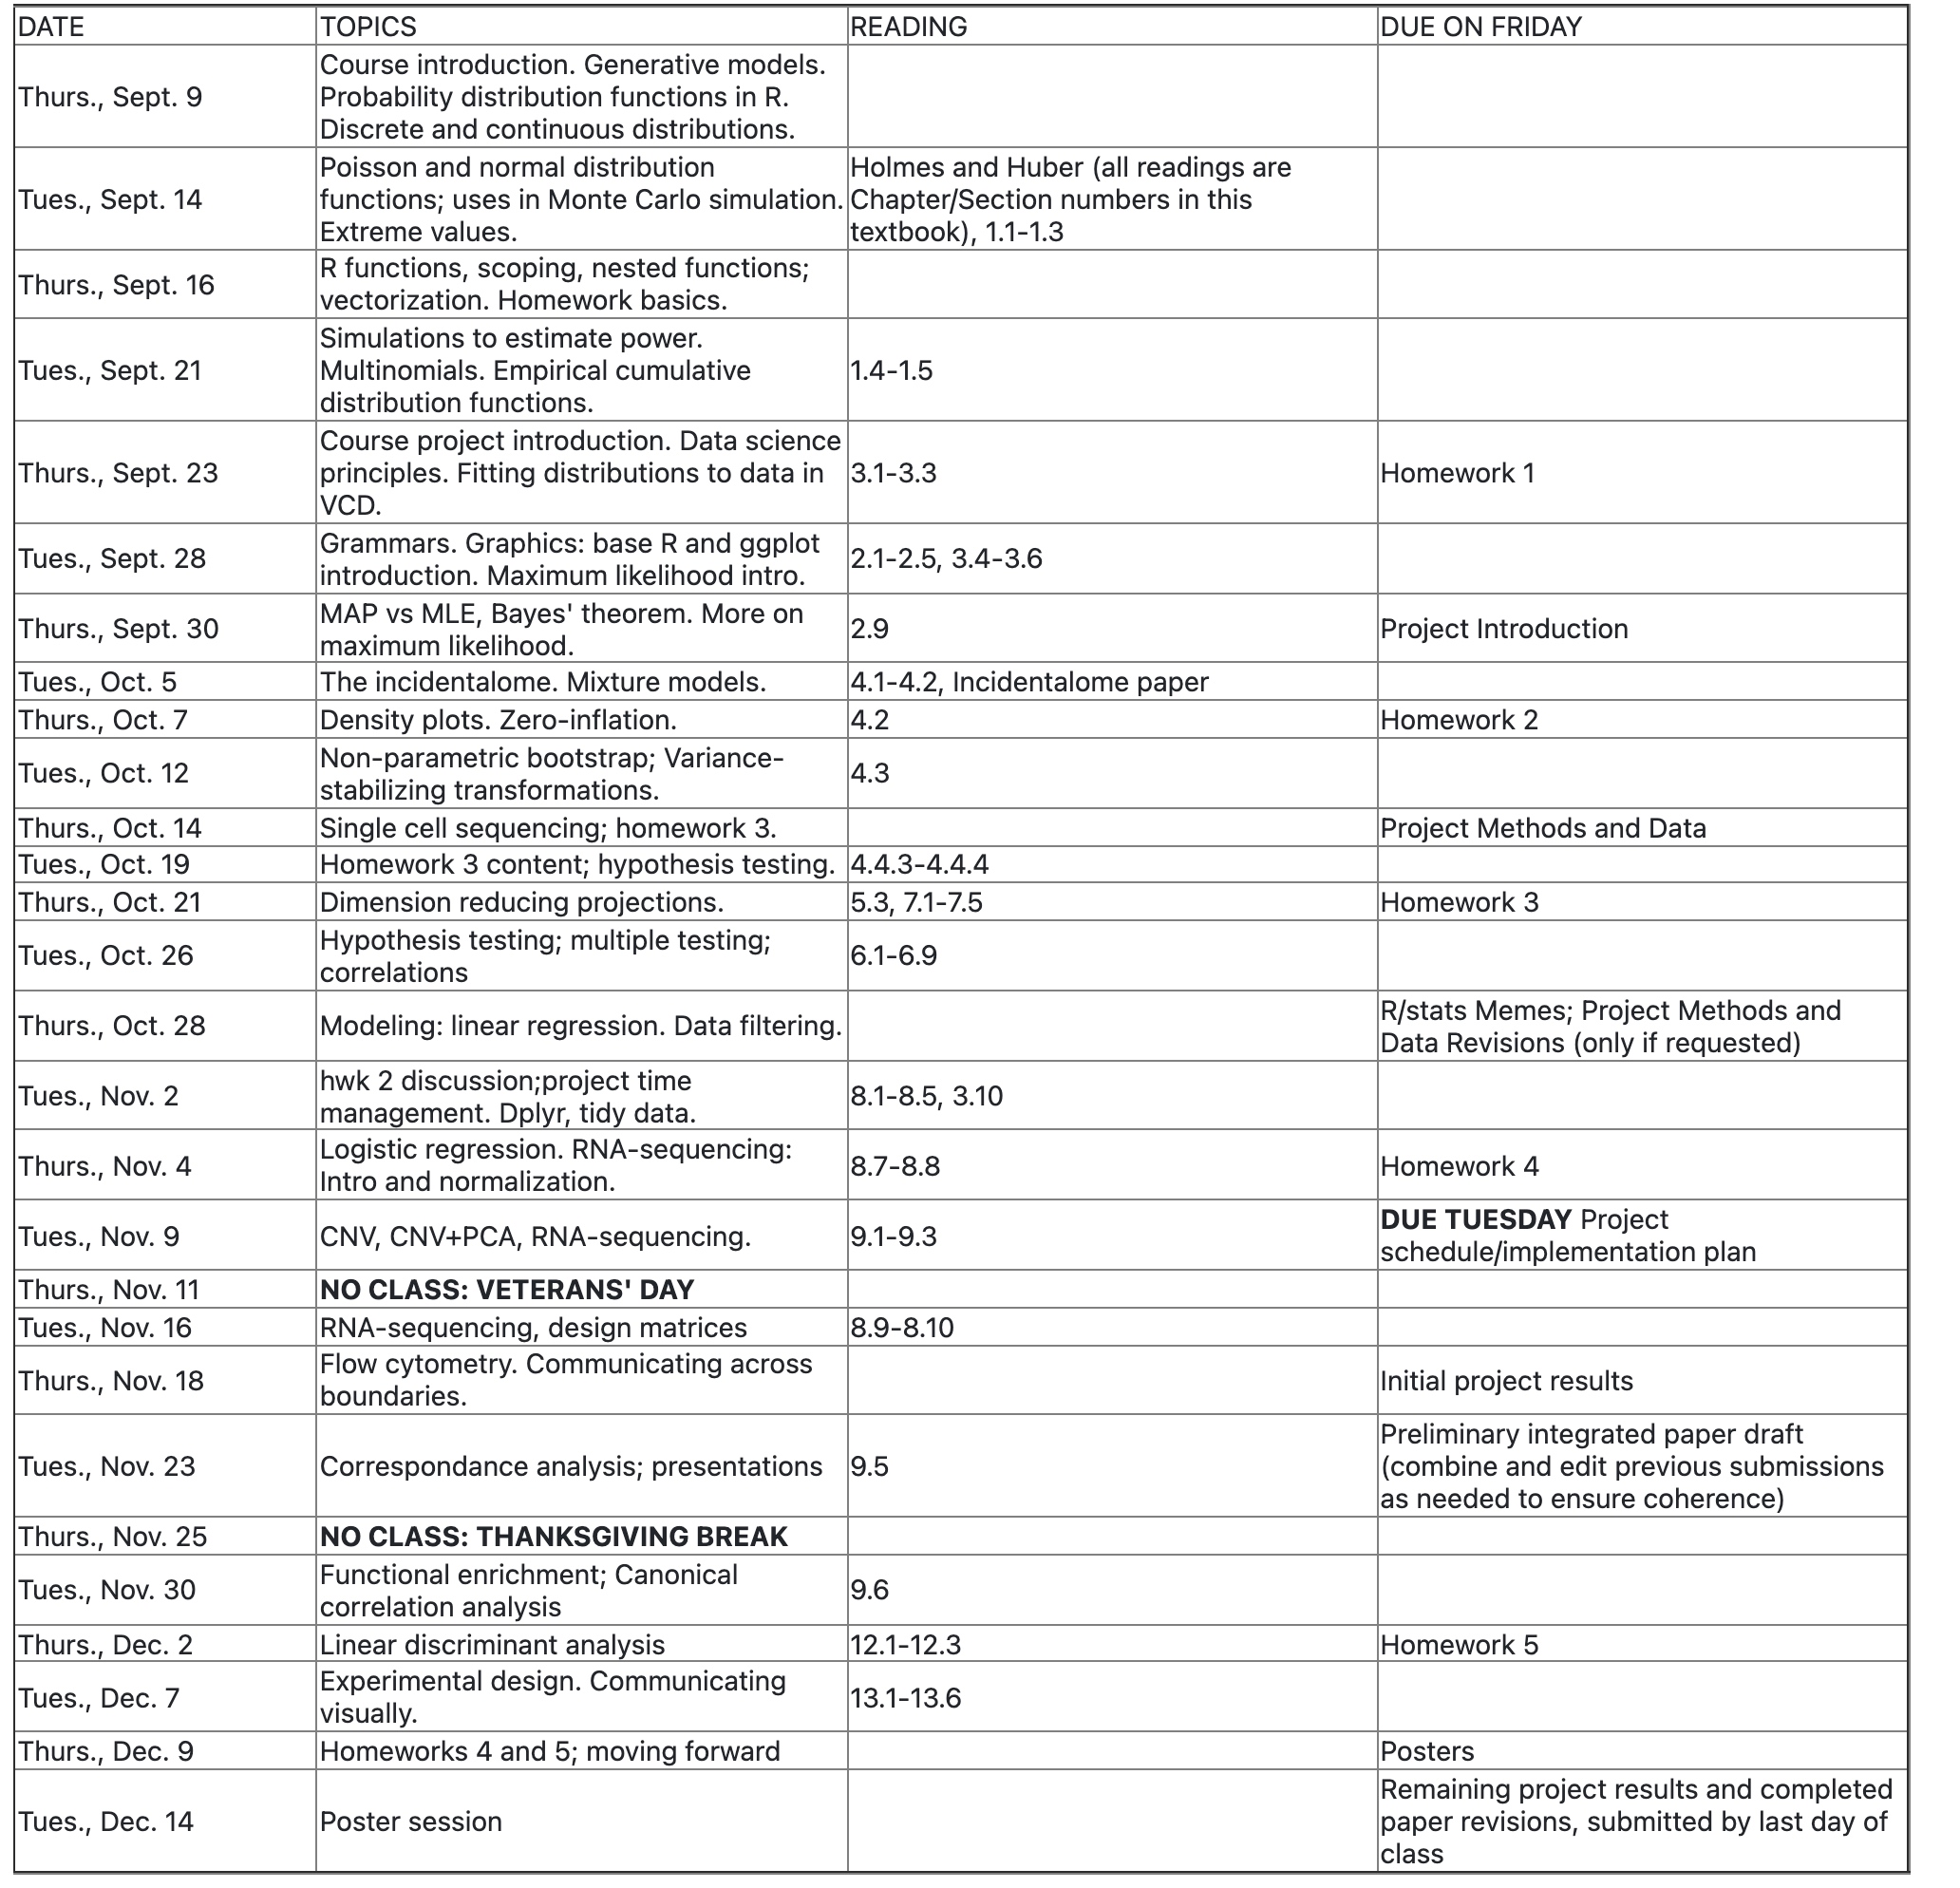 DATE TOPICS READING DUE ON FRIDAY
Thurs., Sept. 9
Course introduction. Generative models.
Probability distribution functions in R.
Discrete and continuous distributions.
Tues., Sept. 14
Poisson and normal distribution
functions; uses in Monte Carlo simulation.
Extreme values.
Holmes and Huber (all readings are
Chapter/Section numbers in this
textbook), 1.1-1.3
Thurs., Sept. 16
R functions, scoping, nested functions;
vectorization. Homework basics.
Tues., Sept. 21
Simulations to estimate power.
Multinomials. Empirical cumulative
distribution functions.
1.4-1.5
Thurs., Sept. 23
Course project introduction. Data science
principles. Fitting distributions to data in
VCD.
3.1-3.3
Homework 1
Tues., Sept. 28
Grammars. Graphics: base R and ggplot
introduction. Maximum likelihood intro.
2.1-2.5, 3.4-3.6
Thurs., Sept. 30
MAP vs MLE, Bayes' theorem. More on
maximum likelihood.
2.9
Project Introduction
Tues., Oct. 5
The incidentalome. Mixture models.
4.1-4.2, Incidentalome paper
Thurs., Oct. 7
Density plots. Zero-inflation.
4.2
Homework 2
Tues., Oct. 12
Non-parametric bootstrap; Variance-
stabilizing transformations.
4.3
Thurs., Oct. 14
Single cell sequencing; homework 3.
Project Methods and Data
Tues., Oct. 19
Homework 3 content; hypothesis testing.
4.4.3-4.4.4
Thurs., Oct. 21
Dimension reducing projections.
5.3, 7.1-7.5
Homework 3
Tues., Oct. 26
Hypothesis testing; multiple testing;
correlations
6.1-6.9
Thurs., Oct. 28
Modeling: linear regression. Data filtering.
R/stats Memes; Project Methods and
Data Revisions (only if requested)
Tues., Nov. 2
hwk 2 discussion;project time
management. Dplyr, tidy data.
8.1-8.5, 3.10
Thurs., Nov. 4
Logistic regression. RNA-sequencing:
Intro and normalization.
8.7-8.8
Homework 4
Tues., Nov. 9
CNV, CNV+PCA, RNA-sequencing.
9.1-9.3
DUE TUESDAY Project
schedule/implementation plan
Thurs., Nov. 11
NO CLASS: VETERANS' DAY
Tues., Nov. 16
RNA-sequencing, design matrices
8.9-8.10
Thurs., Nov. 18
Flow cytometry. Communicating across
boundaries.
Initial project results
Tues., Nov. 23
Correspondance analysis; presentations
9.5
Preliminary integrated paper draft
(combine and edit previous submissions
as needed to ensure coherence)
Thurs., Nov. 25
NO CLASS: THANKSGIVING BREAK
Tues., Nov. 30
Functional enrichment; Canonical
correlation analysis
9.6
Thurs., Dec. 2
Linear discriminant analysis
12.1-12.3
Homework 5
Tues., Dec. 7
Experimental design. Communicating
visually.
13.1-13.6
Thurs., Dec. 9
Homeworks 4 and 5; moving forward
Posters
Tues., Dec. 14
Poster session
Remaining project results and completed
paper revisions, submitted by last day of
class